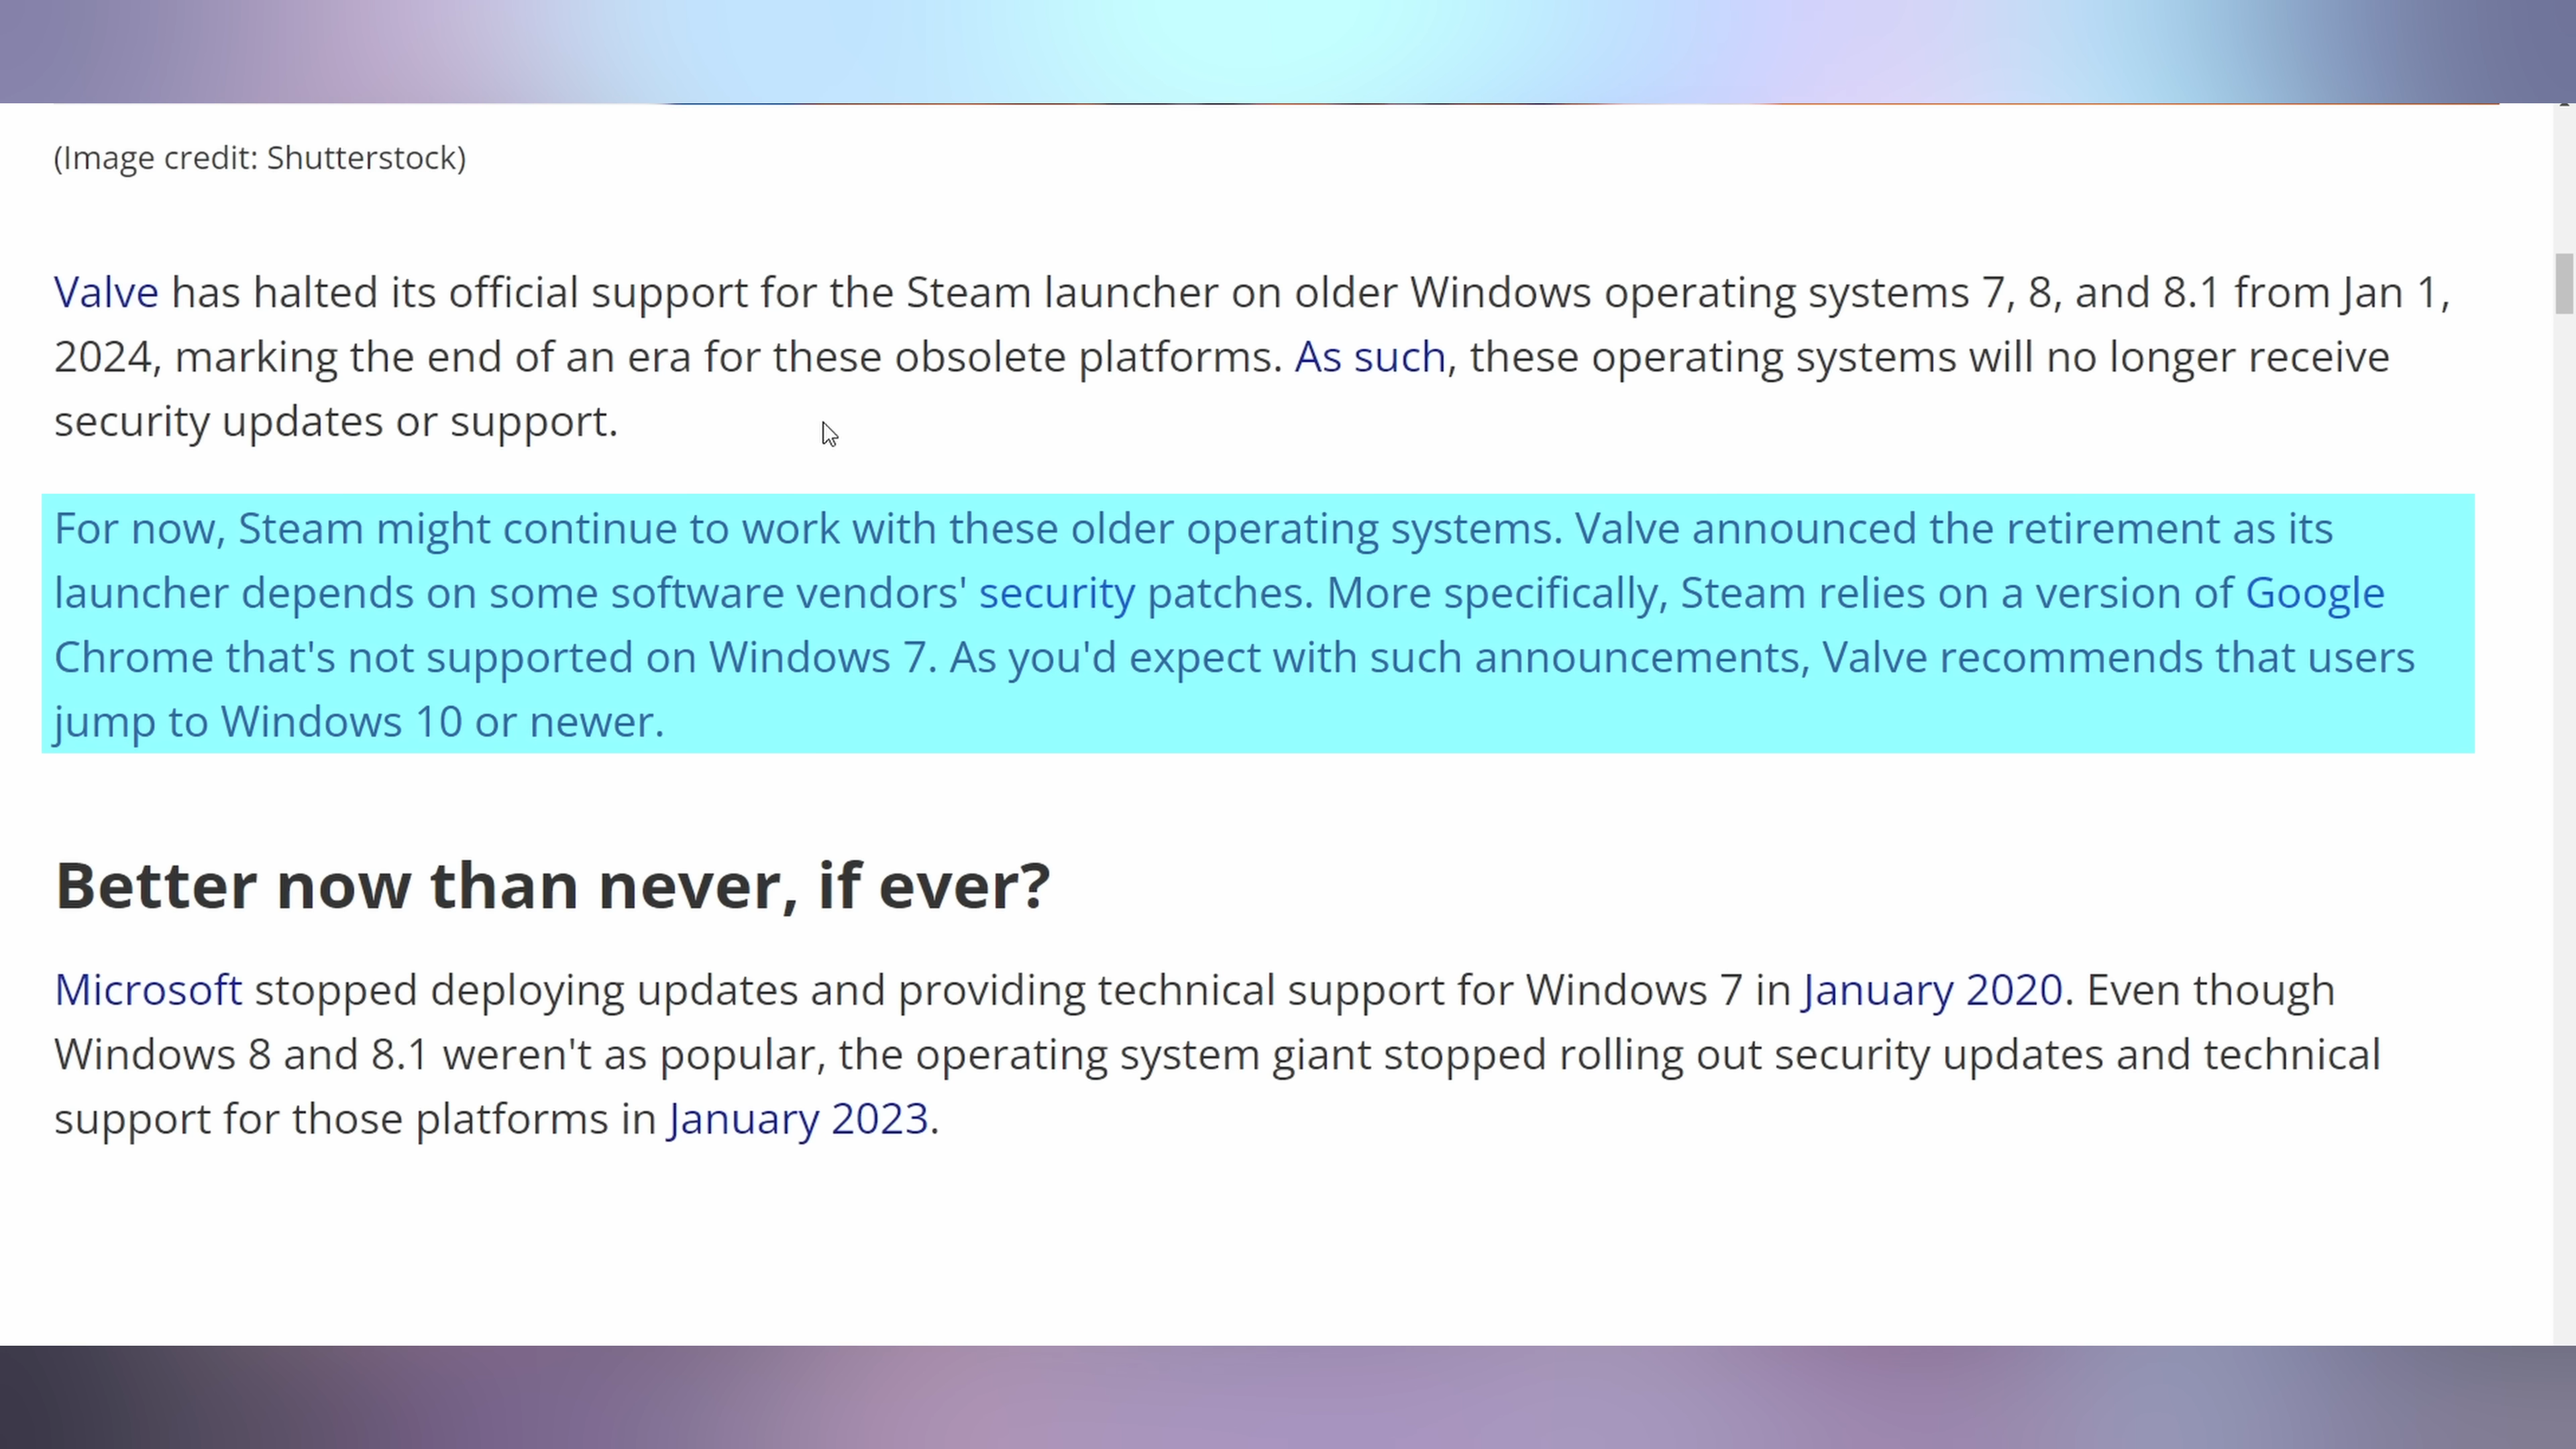 (Image credit: Shutterstock)
Valve has halted its official support for the Steam launcher on older Windows operating systems 7, 8, and 8.1 from Jan 1,
2024, marking the end of an era for these obsolete platforms. As such, these operating systems will no longer receive
security updates or support.
For now, Steam might continue to work with these older operating systems. Valve announced the retirement as its
launcher depends on some software vendors' security patches. More specifically, Steam relies on a version of Google
Chrome that's not supported on Windows 7. As you'd expect with such announcements, Valve recommends that users
jump to Windows 10 or newer.
Better now than never, if ever?
Microsoft stopped deploying updates and providing technical support for Windows 7 in January 2020. Even though
Windows 8 and 8.1 weren't as popular, the operating system giant stopped rolling out security updates and technical
support for those platforms in January 2023.